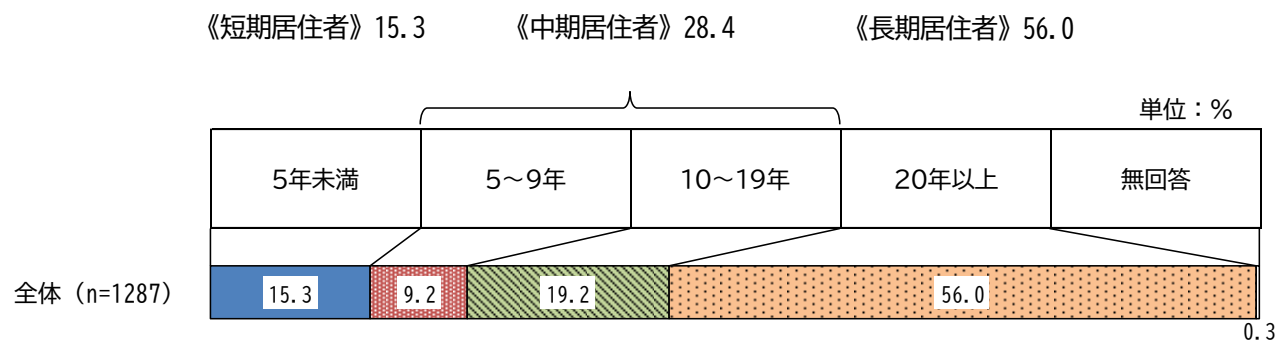 《短期居住者》15.3 《中期居住者》28.4 《長期居住者》56.0
単位：％
5年未満 5～9年 10～19年 20年以上 無回答
全体（n=1287） 15.3 9.2 19.2 56.0
0.3